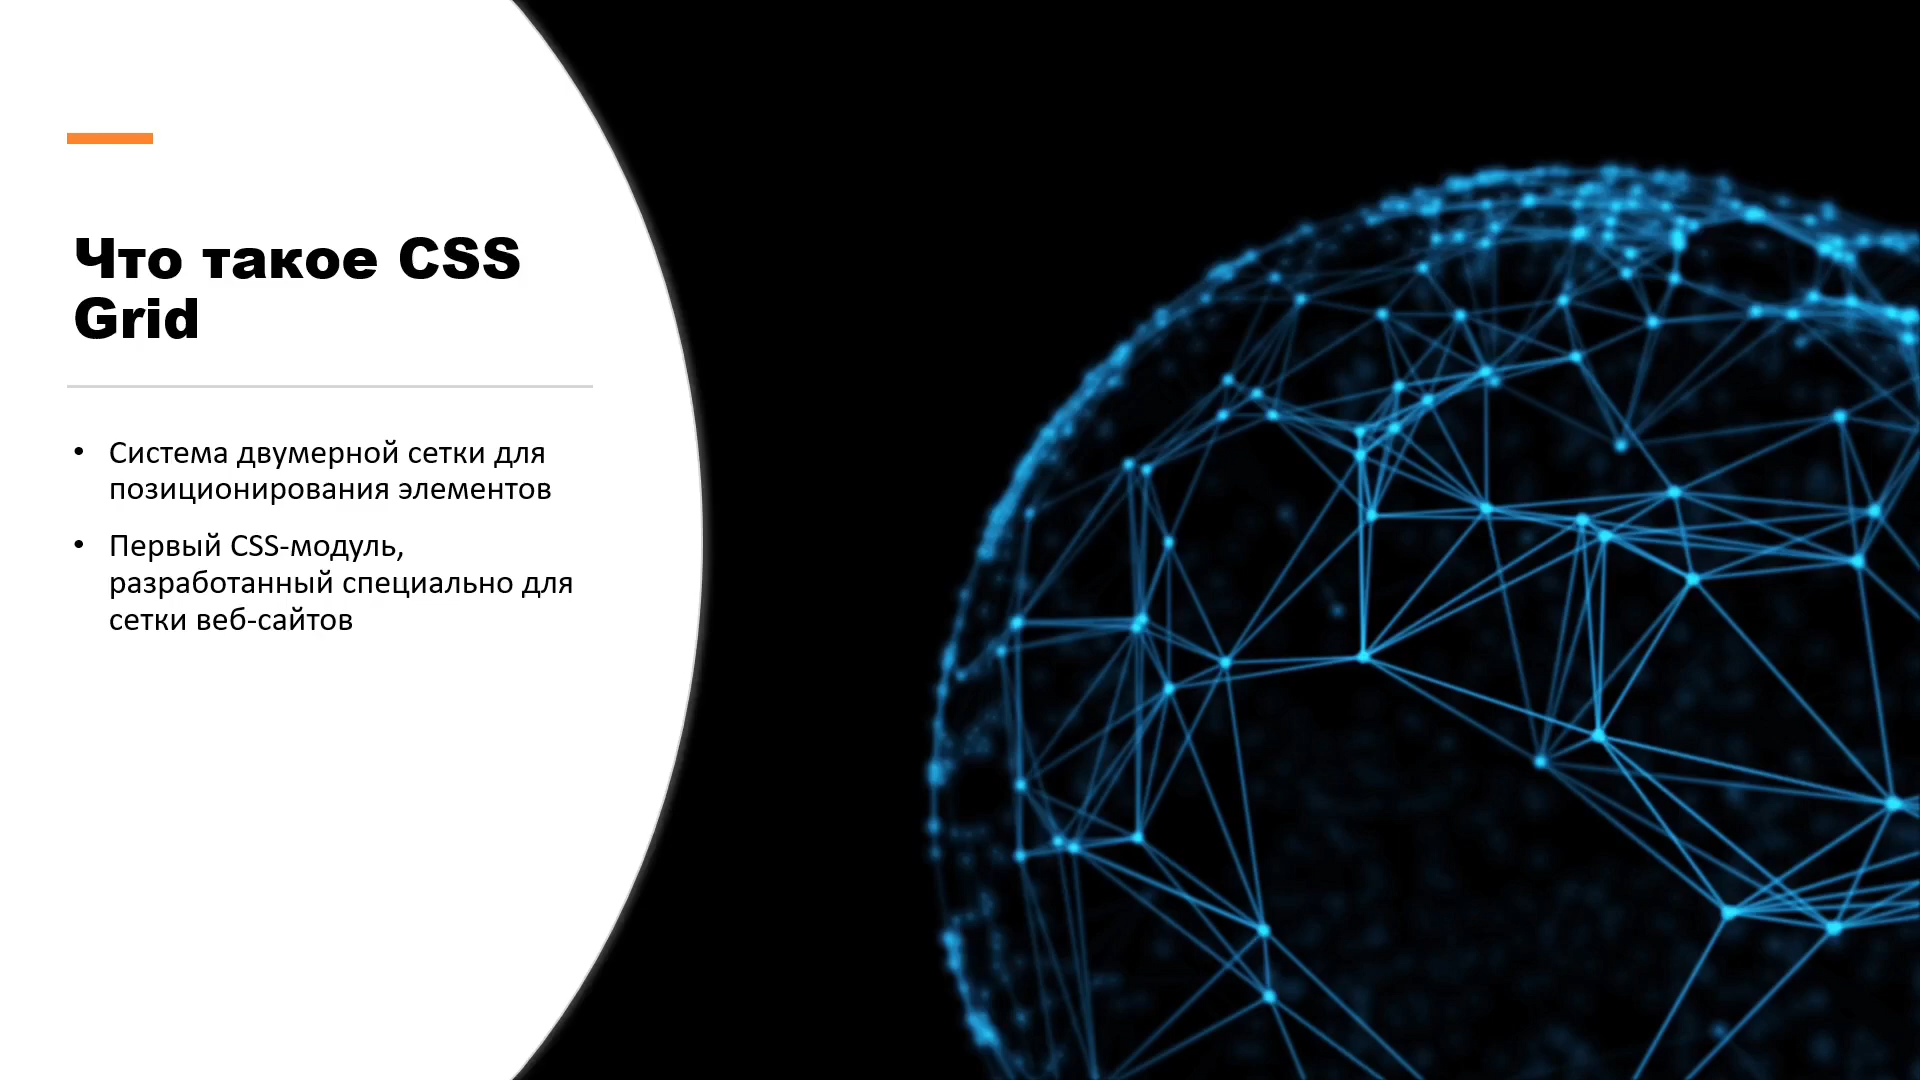 Что такое CSS
Grid
• Система двумерной сетки для
позиционирования элементов
• Первый CSS-модуль,
разработанный специально для
сетки веб-сайтов